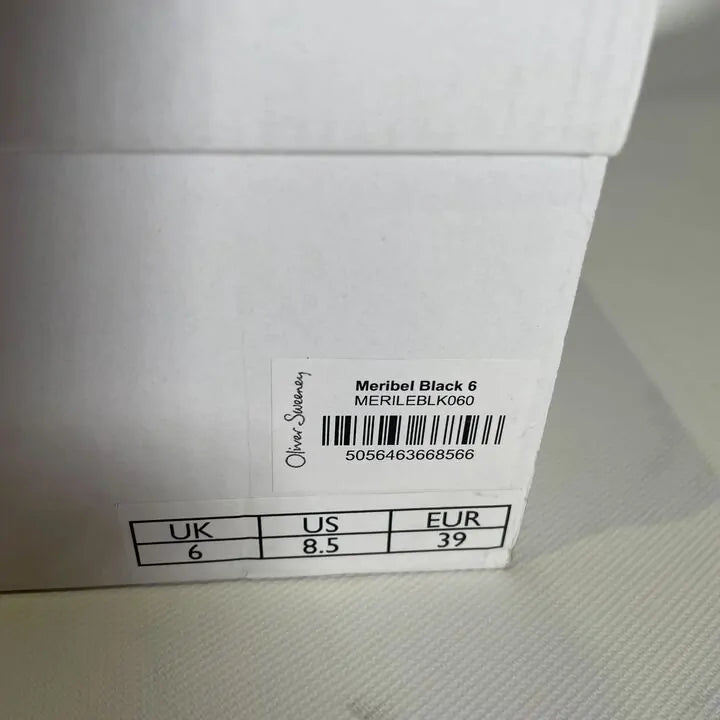 Oliver Sweeney
Meribel Black 6
MERILEBLK060
5056463668566
UK US EUR
6 8.5 39